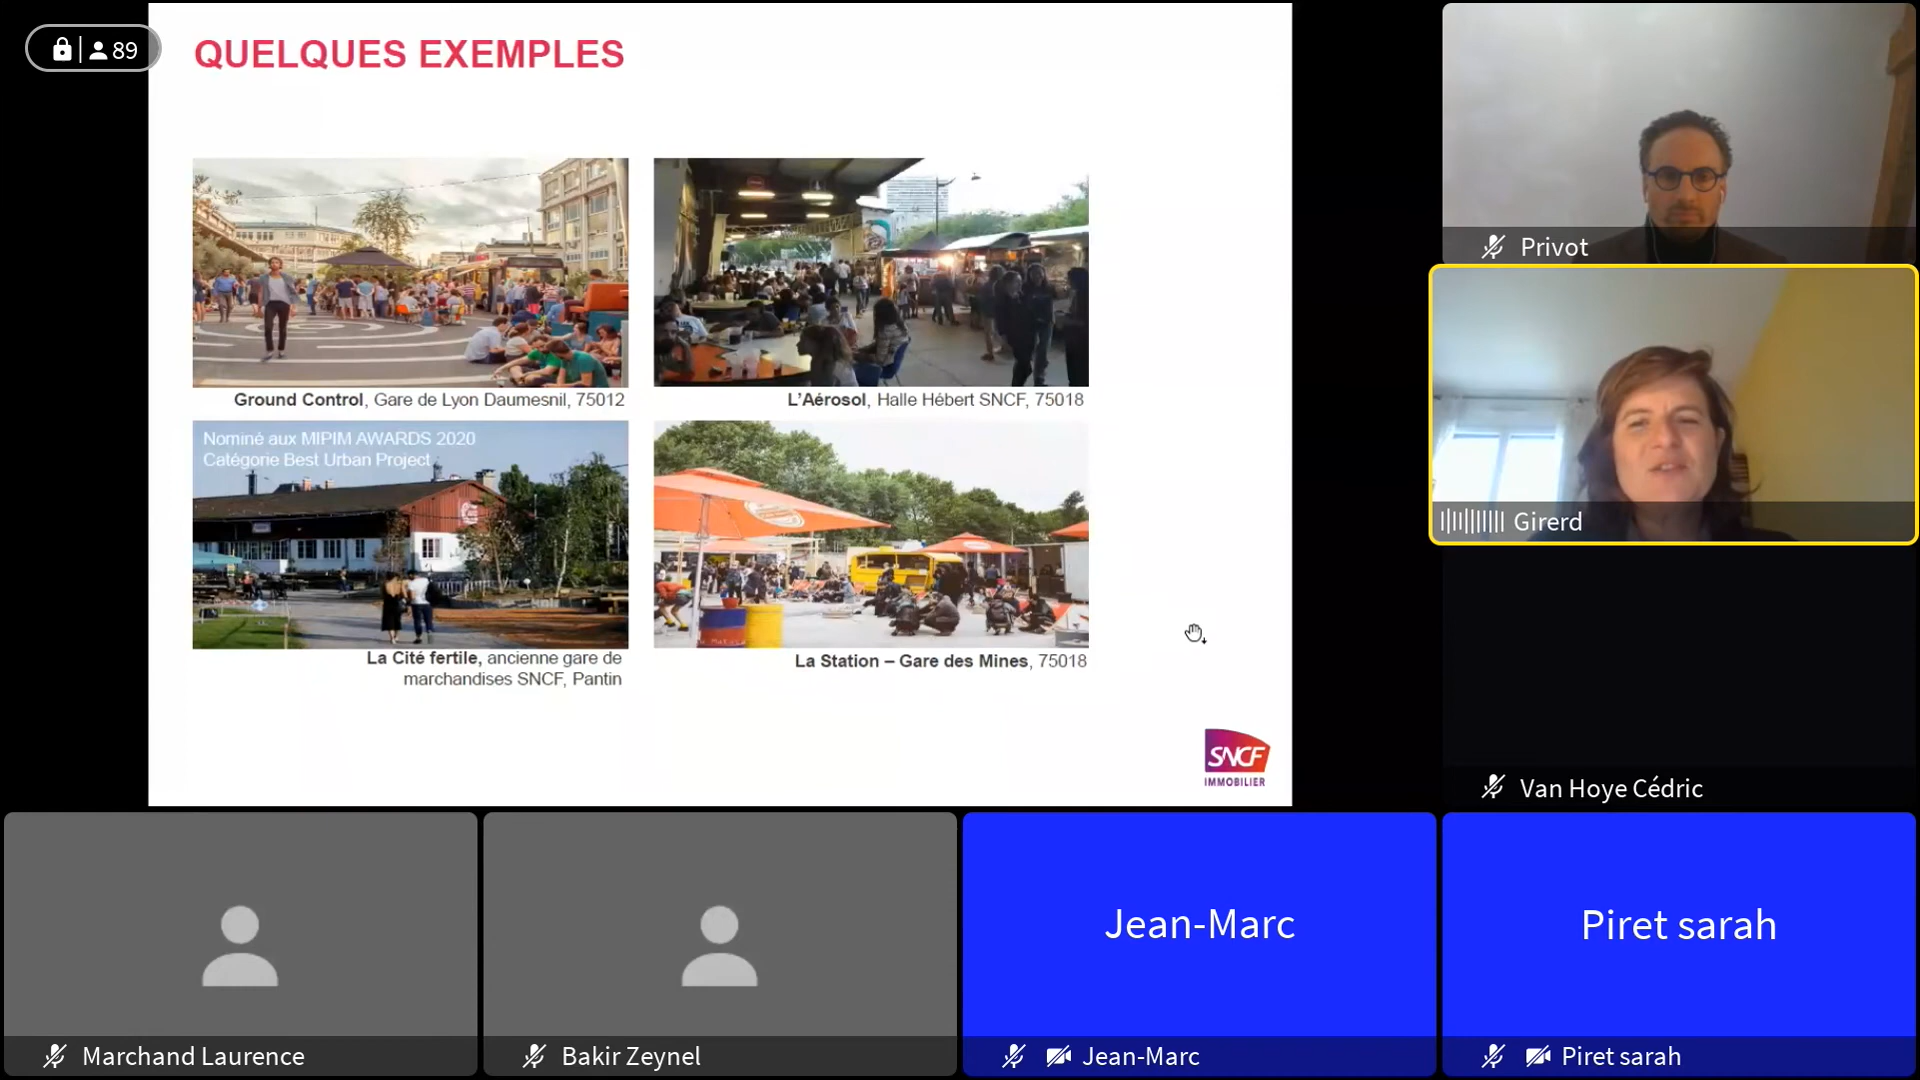 89
QUELQUES EXEMPLES
Ground Control, Gare de Lyon Daumesnil, 75012
L'Aérosol, Halle Hébert SNCF, 75018
Nominé aux MIPIM AWARDS 2020
Catégorie Best Urban Project
La Cité fertile, ancienne gare de
marchandises SNCF, Pantin
La Station – Gare des Mines, 75018
SNCF
IMMOBILIER
Privot
Girerd
Van Hoye Cédric
Marchand Laurence
Bakir Zeynel
Jean-Marc
Jean-Marc
Piret sarah
Piret sarah